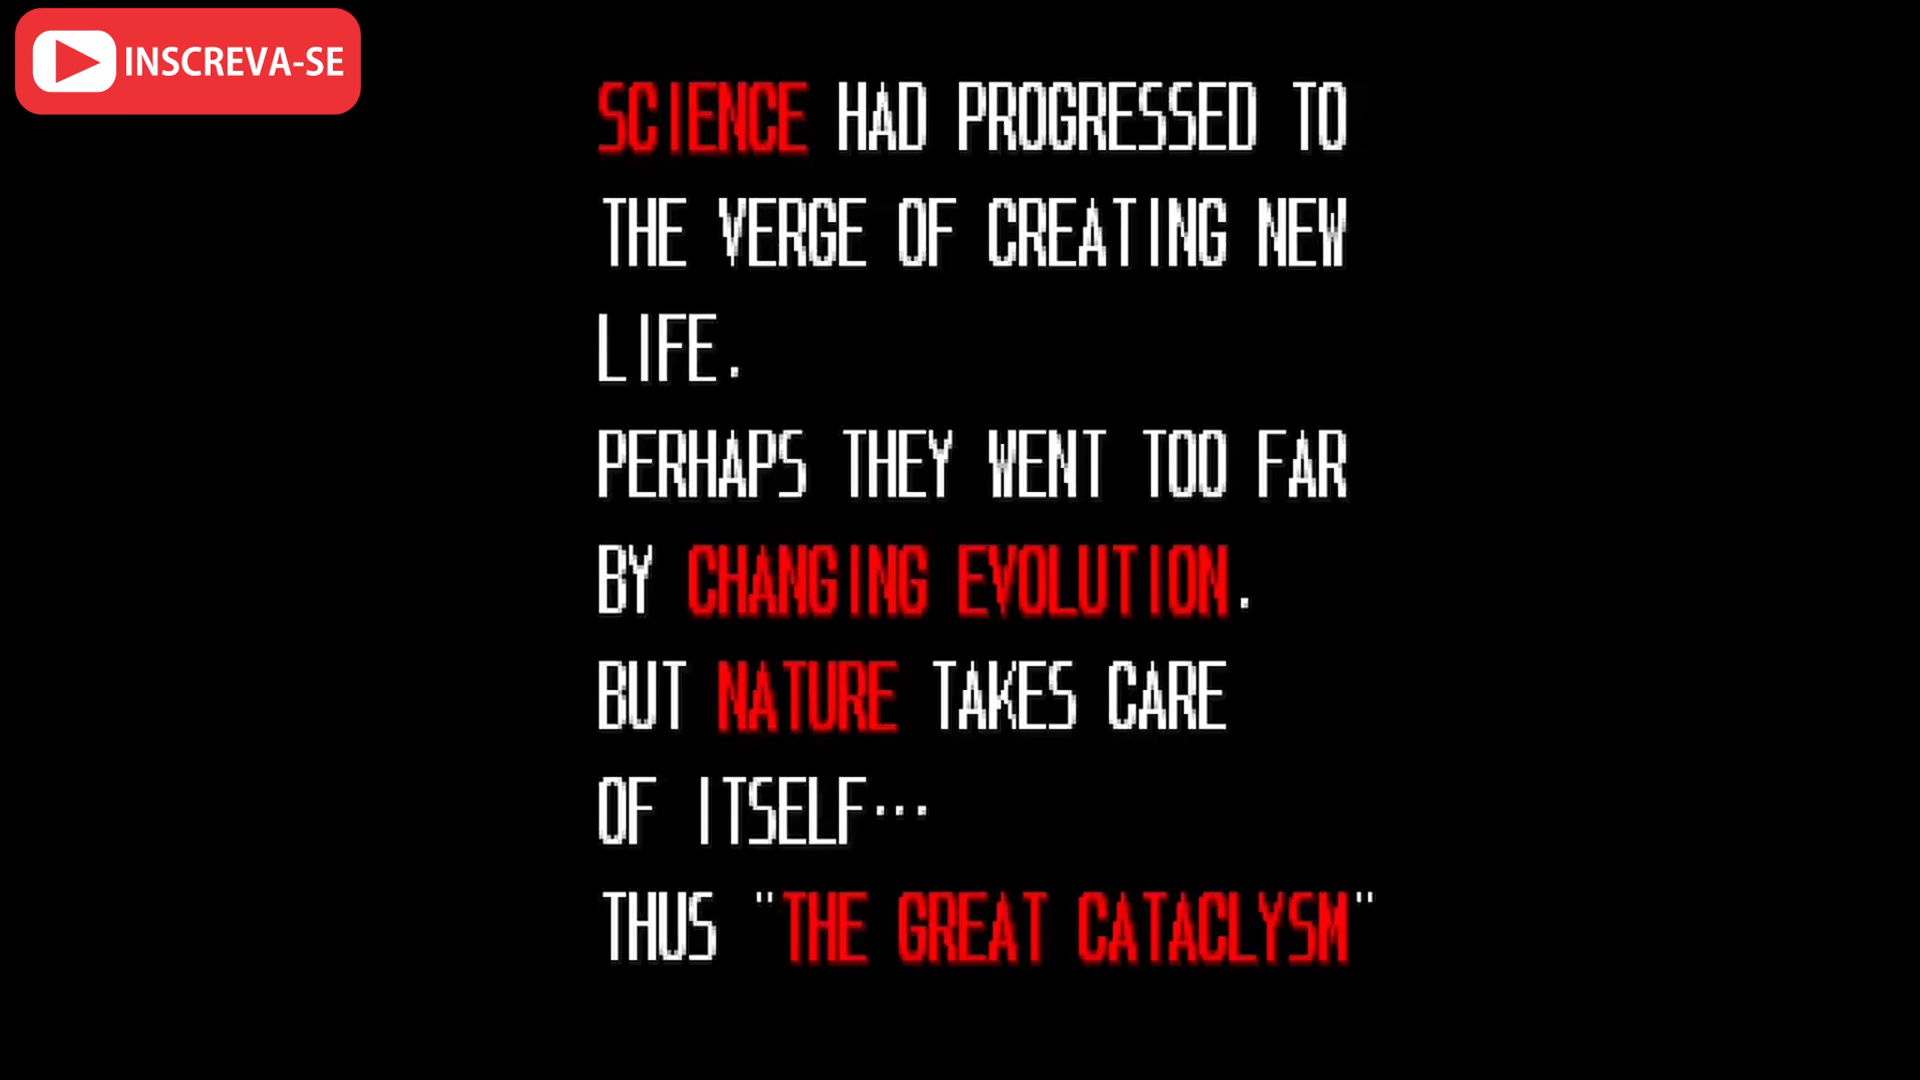 INSCREVA-SE
SCIENCE HAD PROGRESSED TO
THE VERGE OF CREATING NEW
LIFE.
PERHAPS THEY WENT TOO FAR
BY CHANGING EVOLUTION.
BUT NATURE TAKES CARE
OF ITSELF···
THUS "THE GREAT CATACLYSM"